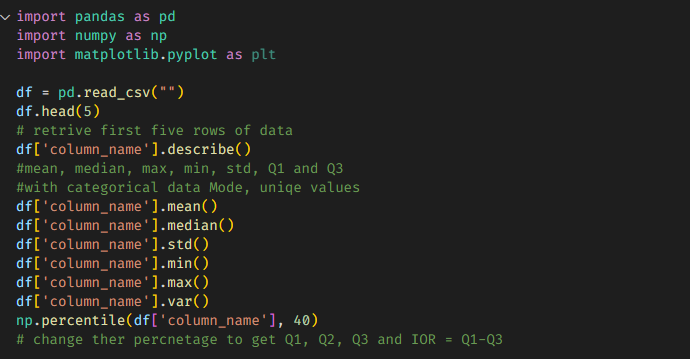 import pandas as pd
import numpy as np
import matplotlib.pyplot as plt
df = pd.read_csv("")
df.head(5)
# retrive first five rows of data
df['column_name'].describe()
#mean, median, max, min, std, Q1 and Q3
#with categorical data Mode, uniqe values
df['column_name'].mean()
df['column_name'].median()
df['column_name'].std()
df['column_name'].min()
df['column_name'].max()
df['column_name'].var()
np.percentile(df['column_name'], 40)
# change ther percnetage to get Q1, Q2, Q3 and IOR = Q1-Q3